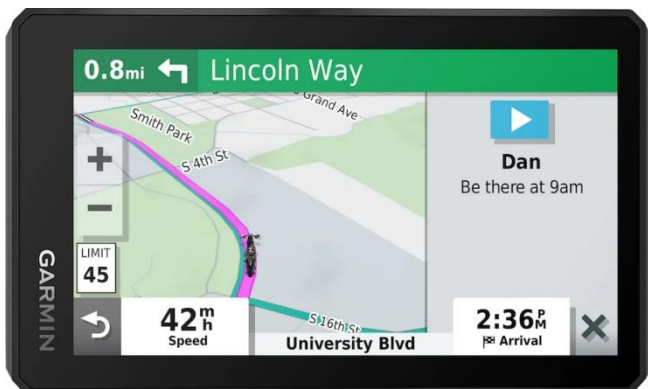 0.8mi Lincoln Way
Grand Ave
Smith Park
S 4th St
Dan
Be there at 9am
LIMIT
45
GARMIN
42 mh
Speed
S 16th St
University Blvd
2:36 PM
Arrival